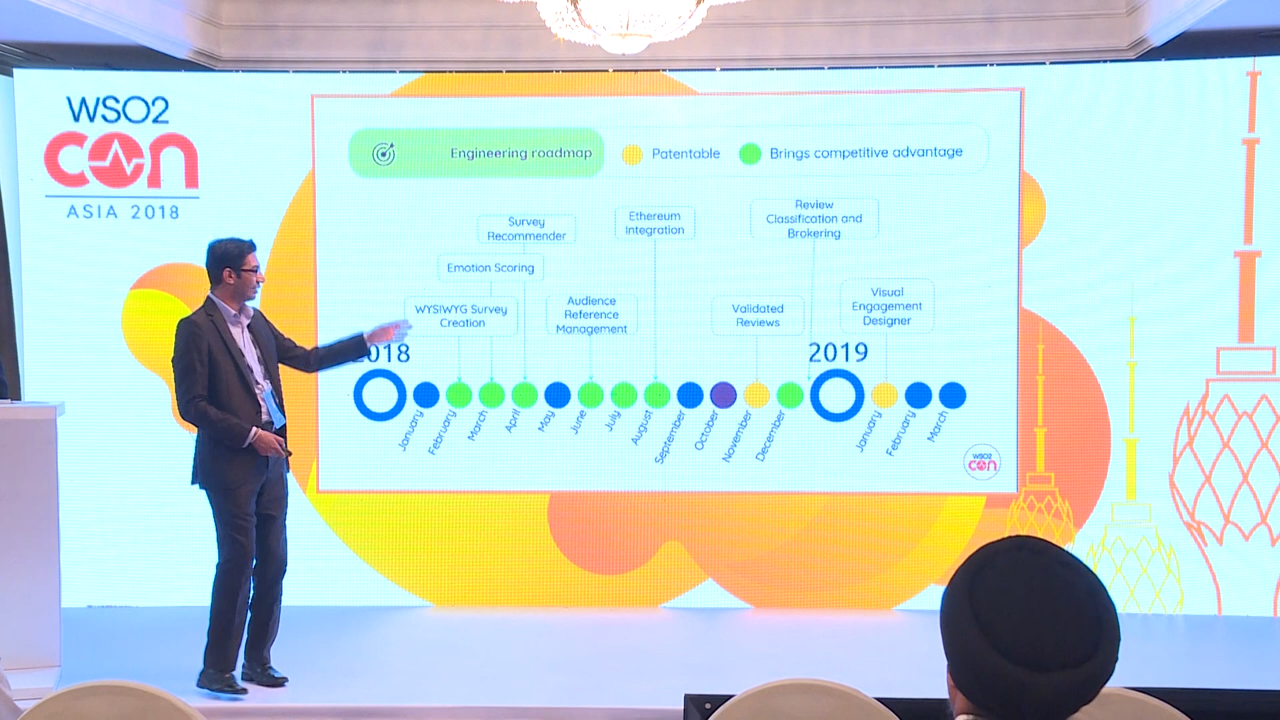 WSO2
CON
ASIA 2018
Engineering roadmap
Patentable
Brings competitive advantage
Survey
Recommender
Ethereum
Integration
Review
Classification and
Brokering
Emotion Scoring
WYSIWYG Survey
Creation
Audience
Reference
Management
Validated
Reviews
Visual
Engagement
Designer
2018
2019
January
February
March
April
May
June
July
August
September
October
November
December
January
February
March
WSO2
CON